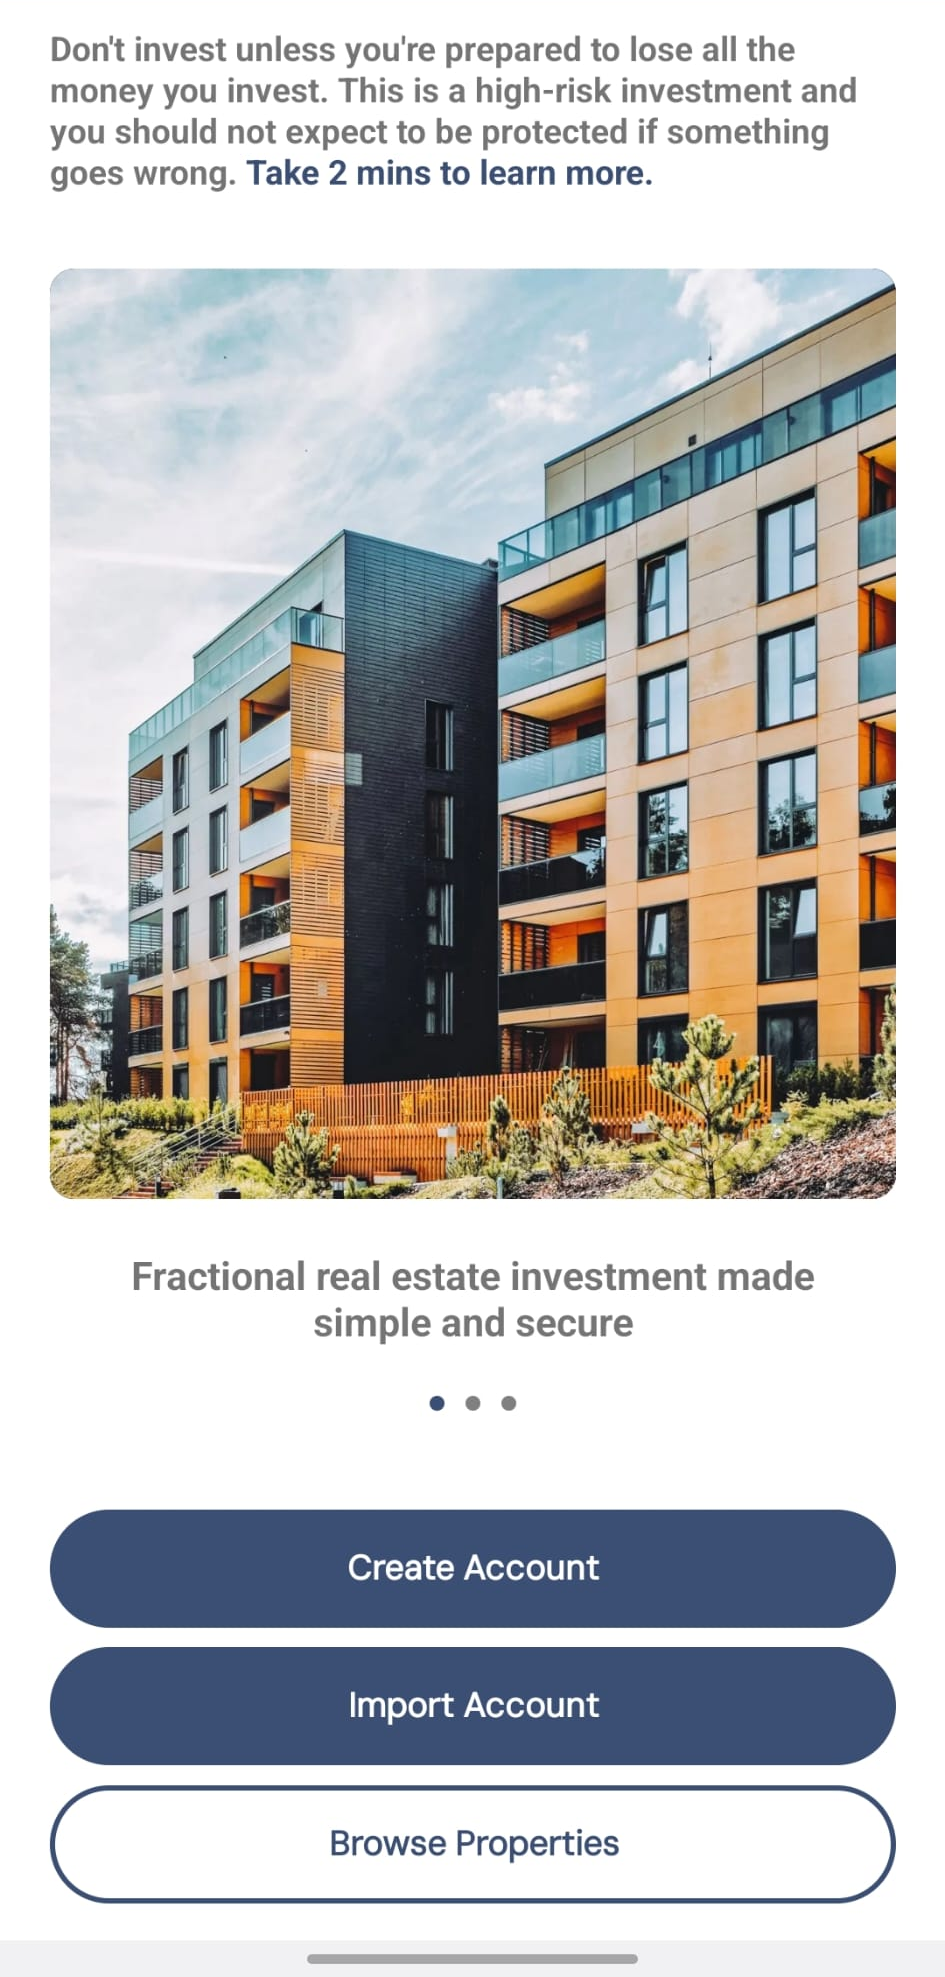 Don't invest unless you're prepared to lose all the
money you invest. This is a high-risk investment and
you should not expect to be protected if something
goes wrong. Take 2 mins to learn more.
Fractional real estate investment made
simple and secure
Create Account
Import Account
Browse Properties